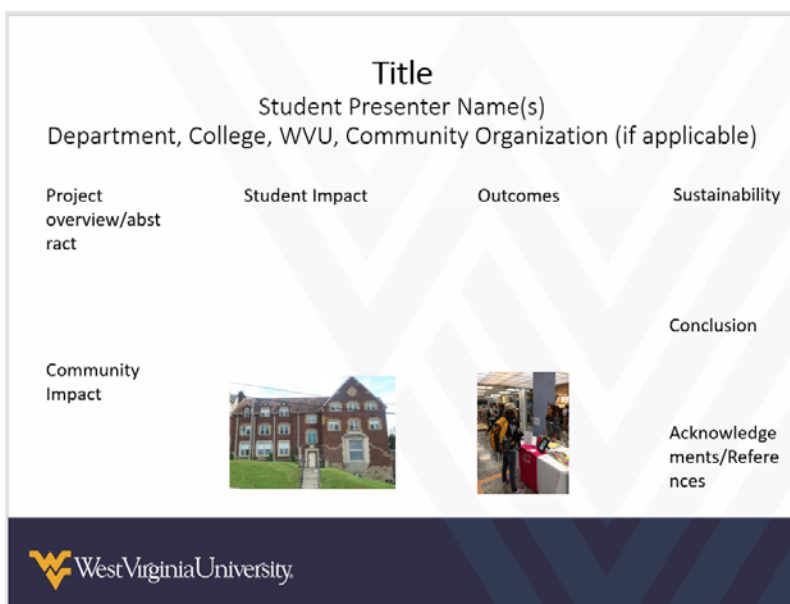 Title
Student Presenter Name(s)
Department, College, WVU, Community Organization (if applicable)
Project
overview/abst
ract
Student Impact
Outcomes
Sustainability
Conclusion
Community
Impact
Acknowledge
ments/Refere
nces
WestVirginiaUniversity.